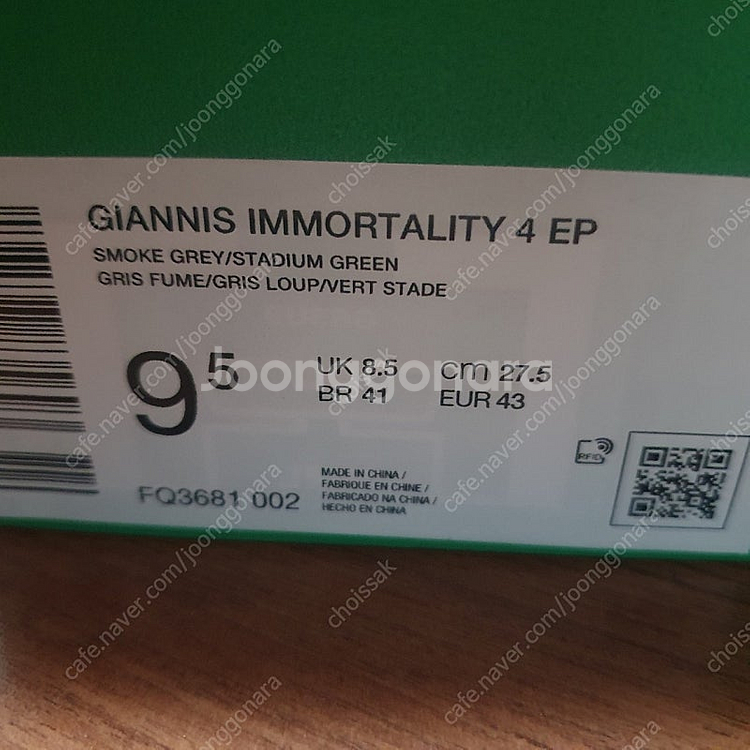 GIANNIS IMMORTALITY 4 EP
SMOKE GREY/STADIUM GREEN
GRIS FUME/GRIS LOUP/VERT STADE
9 5
UK 8.5 cm 27.5
BR 41 EUR 43
RFID
FQ3681 002
MADE IN CHINA /
FABRIQUE EN CHINE /
FABRICADO NA CHINA /
HECHO EN CHINA
Joonggonara
cafe.naver.com/joonggonara
choissak